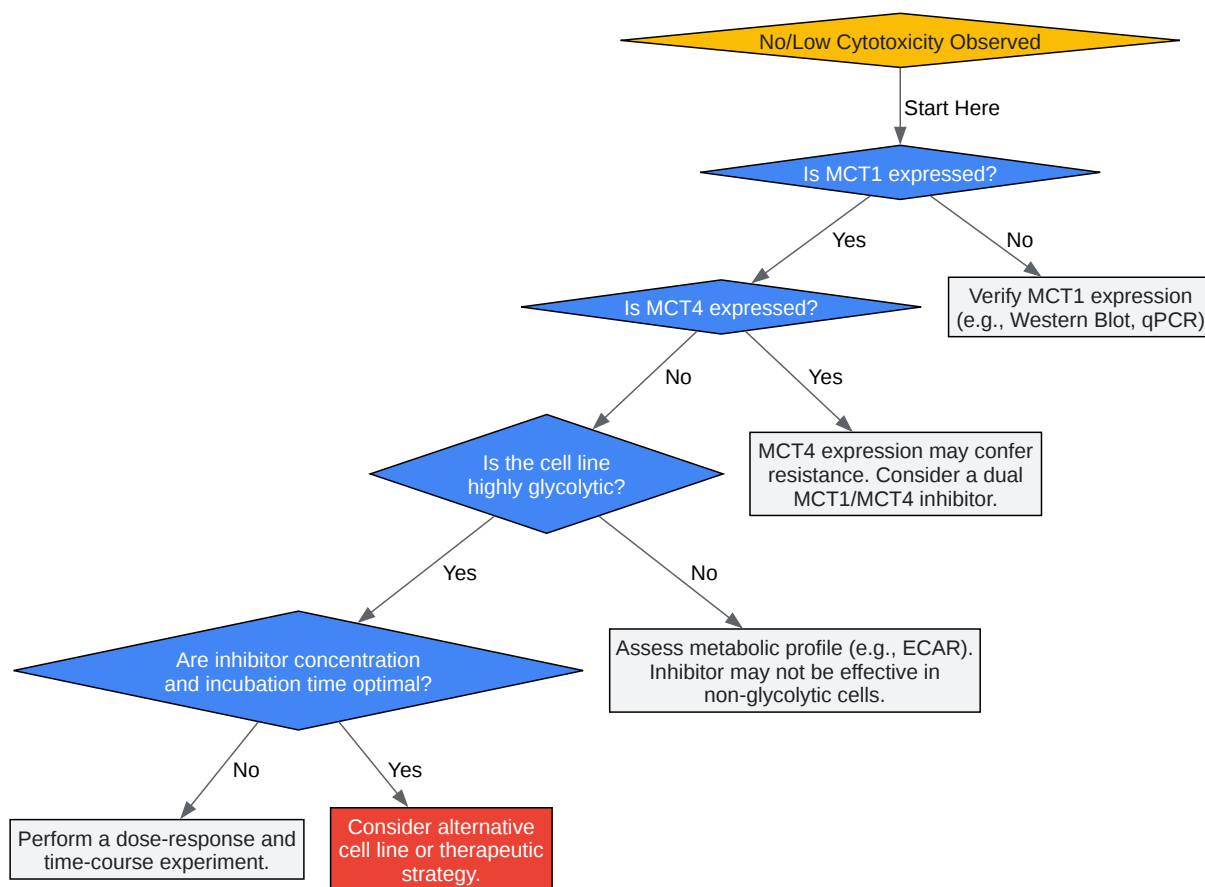 No/Low Cytotoxicity Observed
Start Here
Is MCT1 expressed?
Yes
No
Is MCT4 expressed?
Verify MCT1 expression
(e.g., Western Blot, qPCR)
No
Yes
Is the cell line
highly glycolytic?
MCT4 expression may confer
resistance. Consider a dual
MCT1/MCT4 inhibitor.
Yes
No
Are inhibitor concentration
and incubation time optimal?
Assess metabolic profile (e.g., ECAR).
Inhibitor may not be effective in
non-glycolytic cells.
No
Yes
Perform a dose-response and
time-course experiment.
Consider alternative
cell line or therapeutic
strategy.